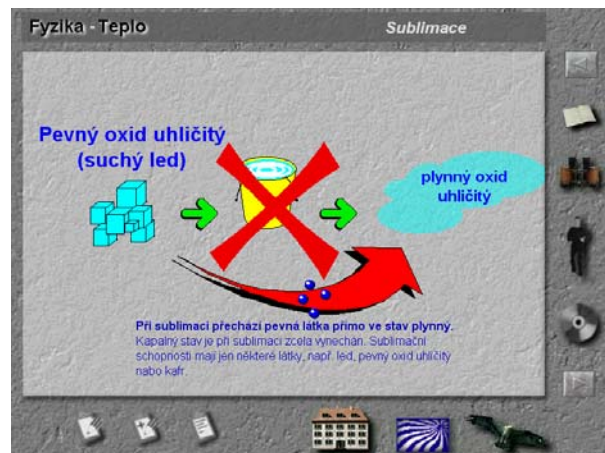 Fyzika - Teplo
Sublimace
Pevný oxid uhličitý
(suchý led)
plynný oxid
uhličitý
Při sublimaci přechází pevná látka přímo ve stav plynný.
Kapalný stav je při sublimaci zcela vynechán. Sublimační
schopnosti mají jen některé látky, např. led, pevný oxid uhličitý
nabo kafr.